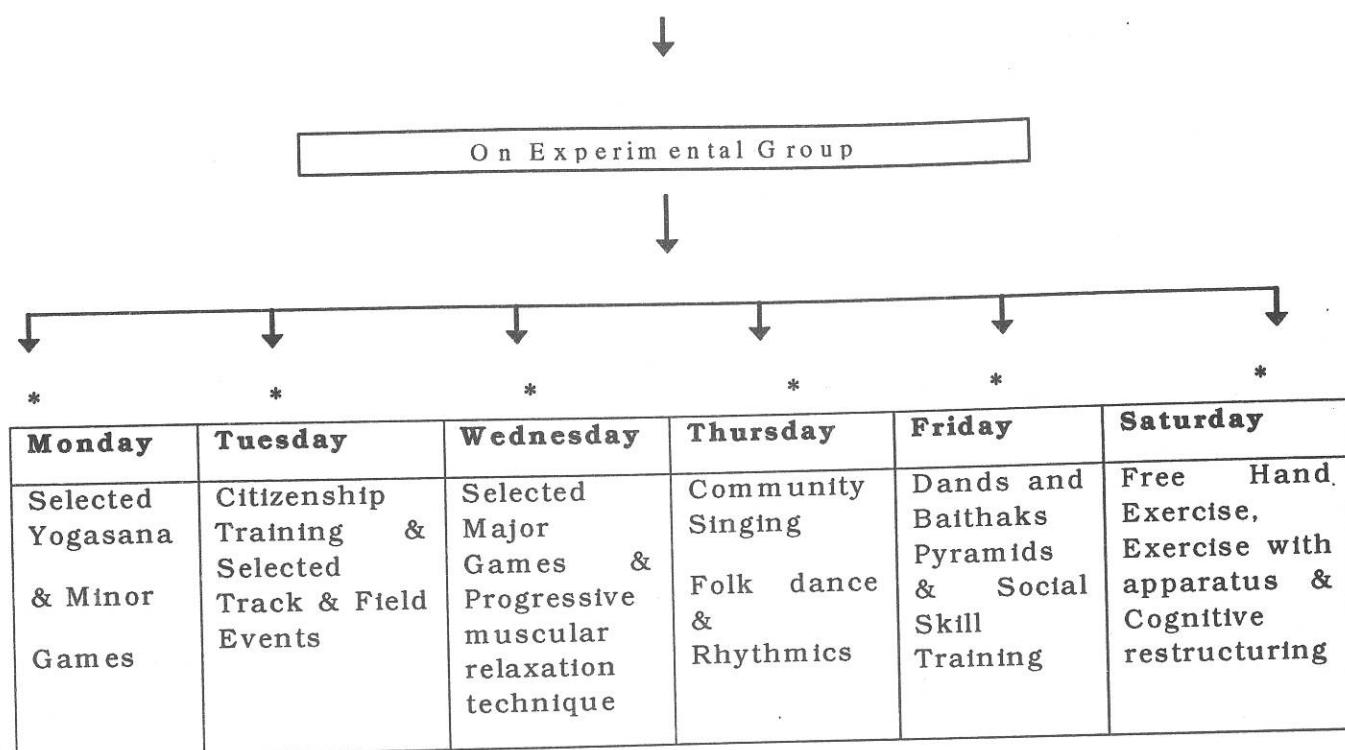 On Experimental Group
* * * * * *
Monday Tuesday Wednesday Thursday Friday Saturday
Selected
Yogasana
& Minor
Games
Citizenship
Training &
Selected
Track & Field
Events
Selected
Major
Games &
Progressive
muscular
relaxation
technique
Community
Singing
Folk dance
&
Rhythmics
Dands and
Baithaks
Pyramids
& Social
Skill
Training
Free Hand
Exercise,
Exercise with
apparatus &
Cognitive
restructuring